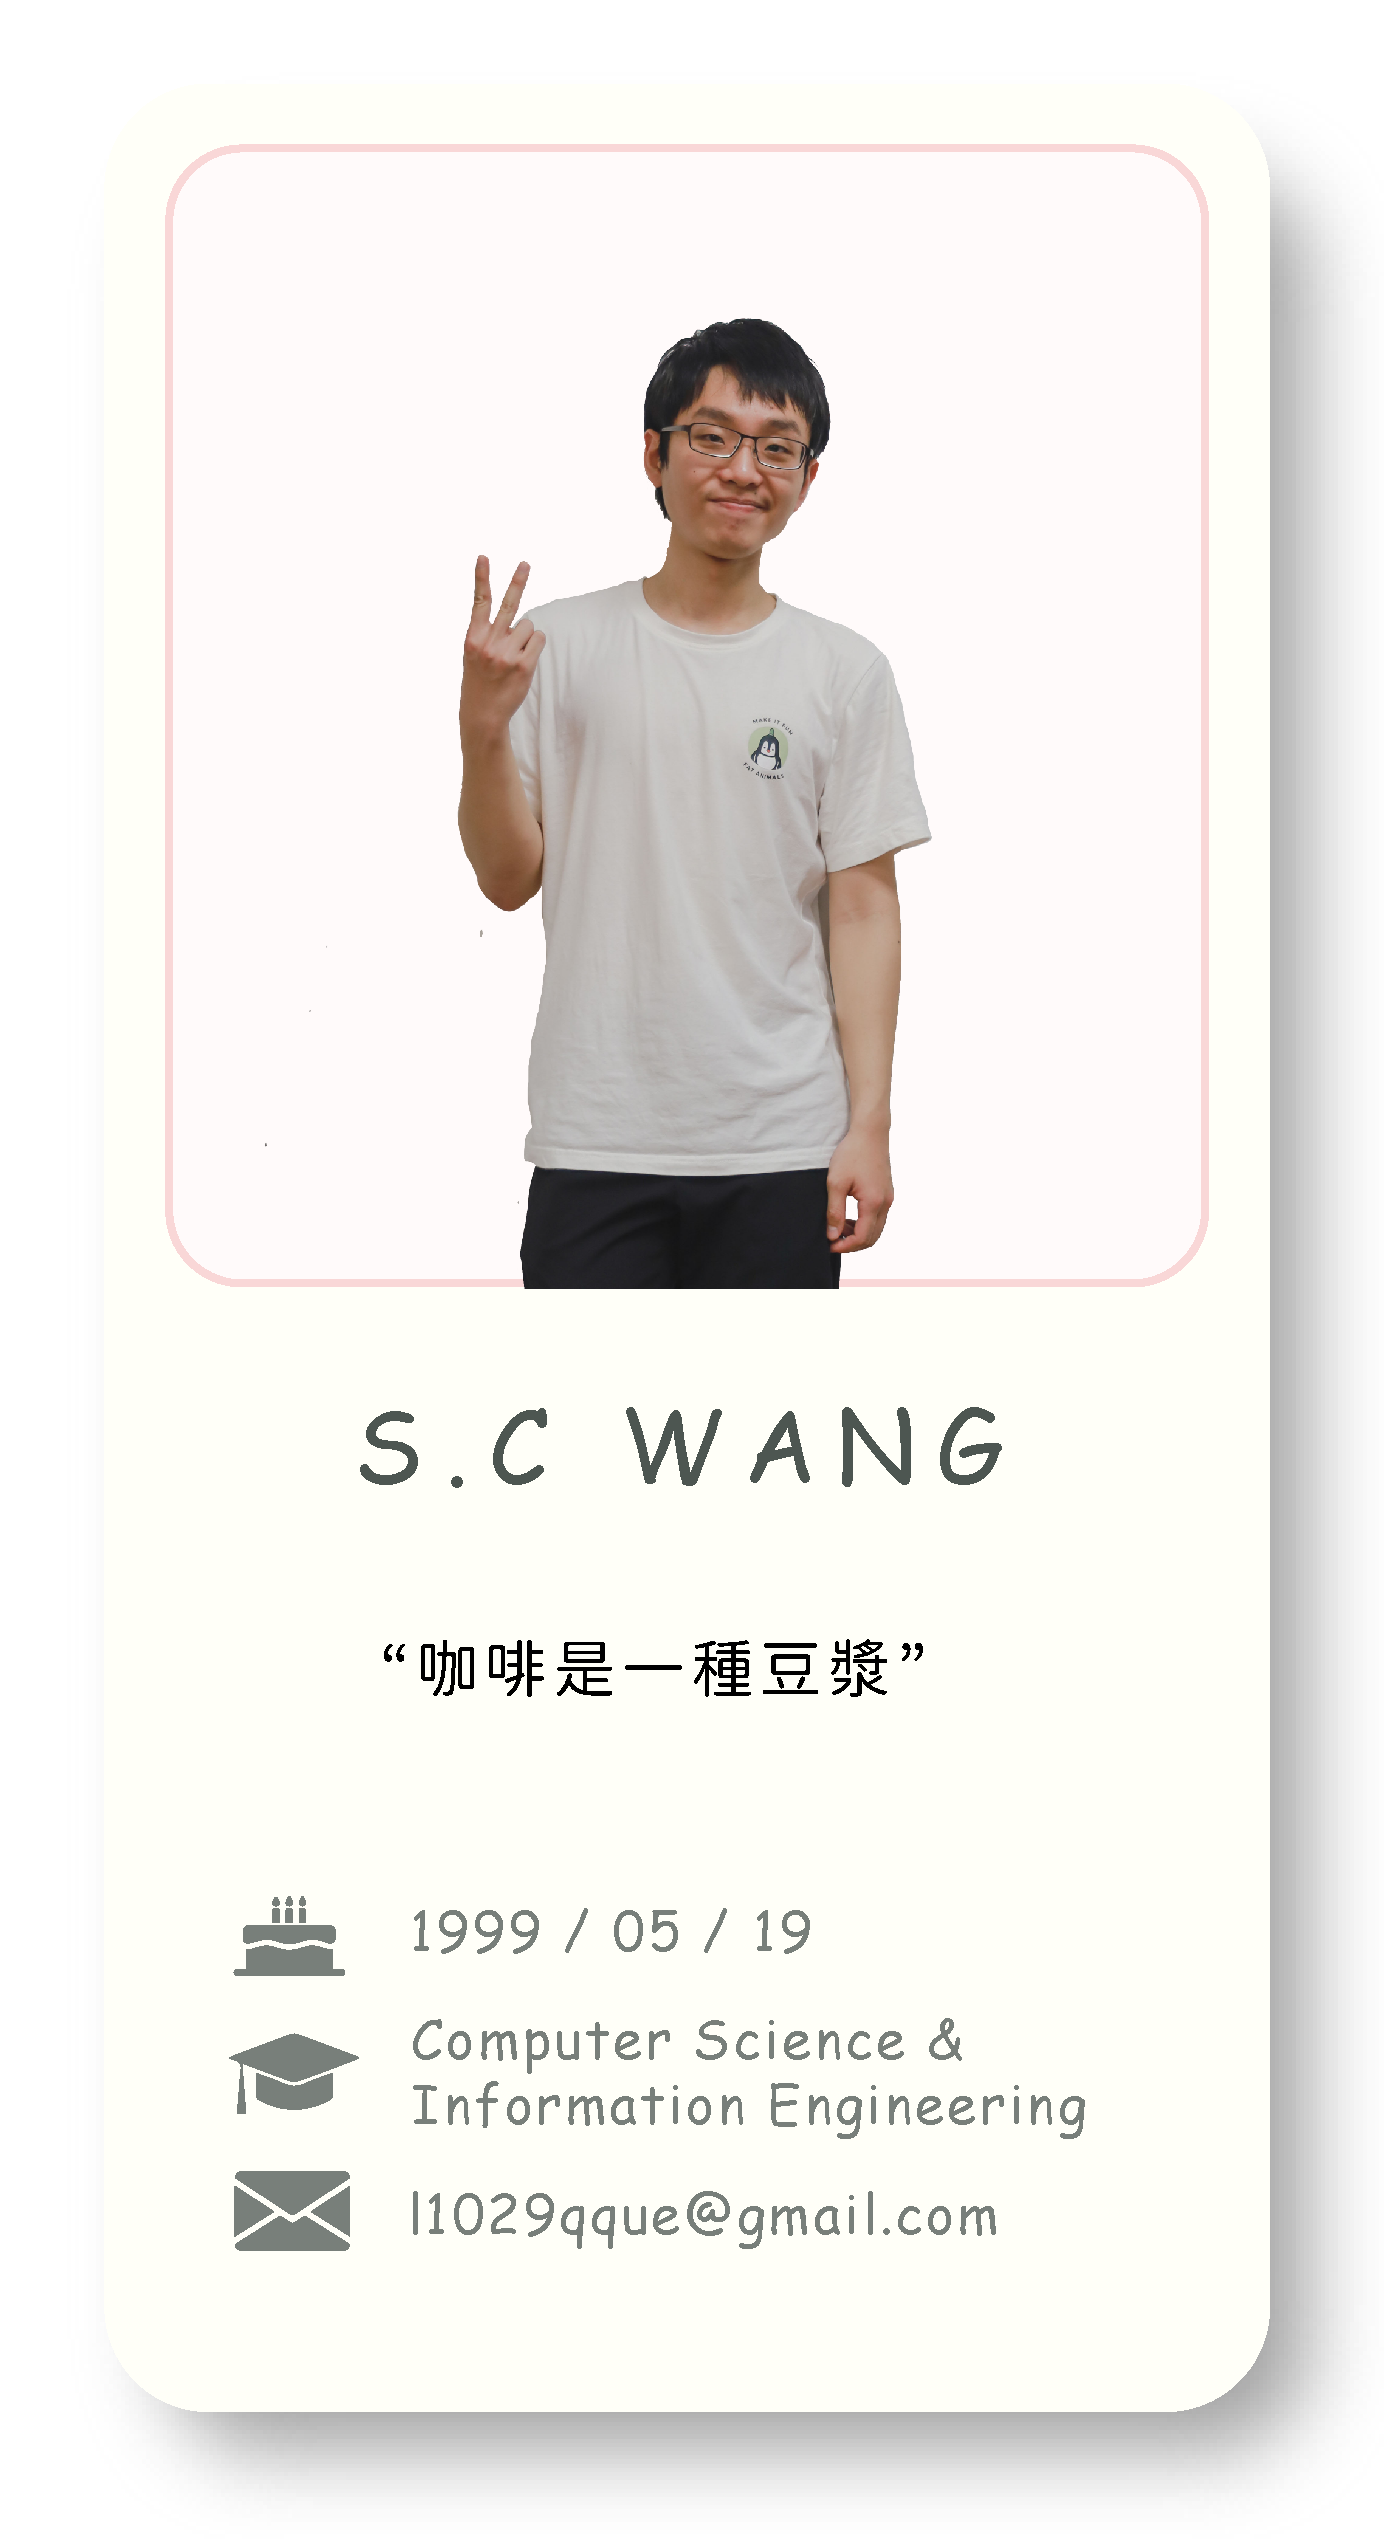 MAKE IT FUN
FAT ANIMALS
S.C WANG
“咖啡是一種豆漿”
1999 / 05 / 19
Computer Science &
Information Engineering
l1029qque@gmail.com